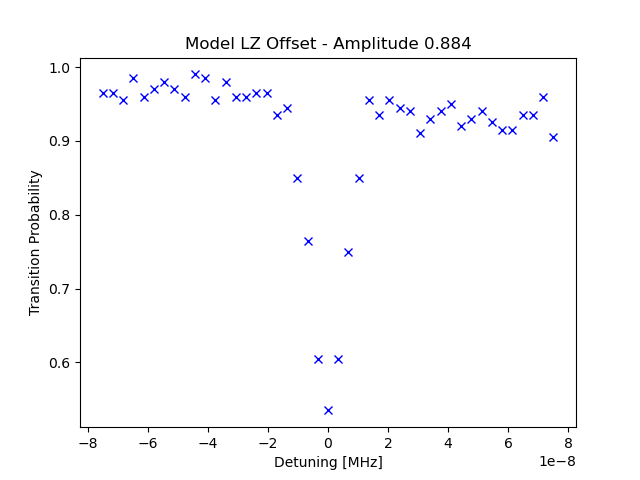 Model LZ Offset - Amplitude 0.884
Transition Probability
1.0
0.9
0.8
0.7
0.6
−8 −6 −4 −2 0 2 4 6 8
1e−8
Detuning [MHz]